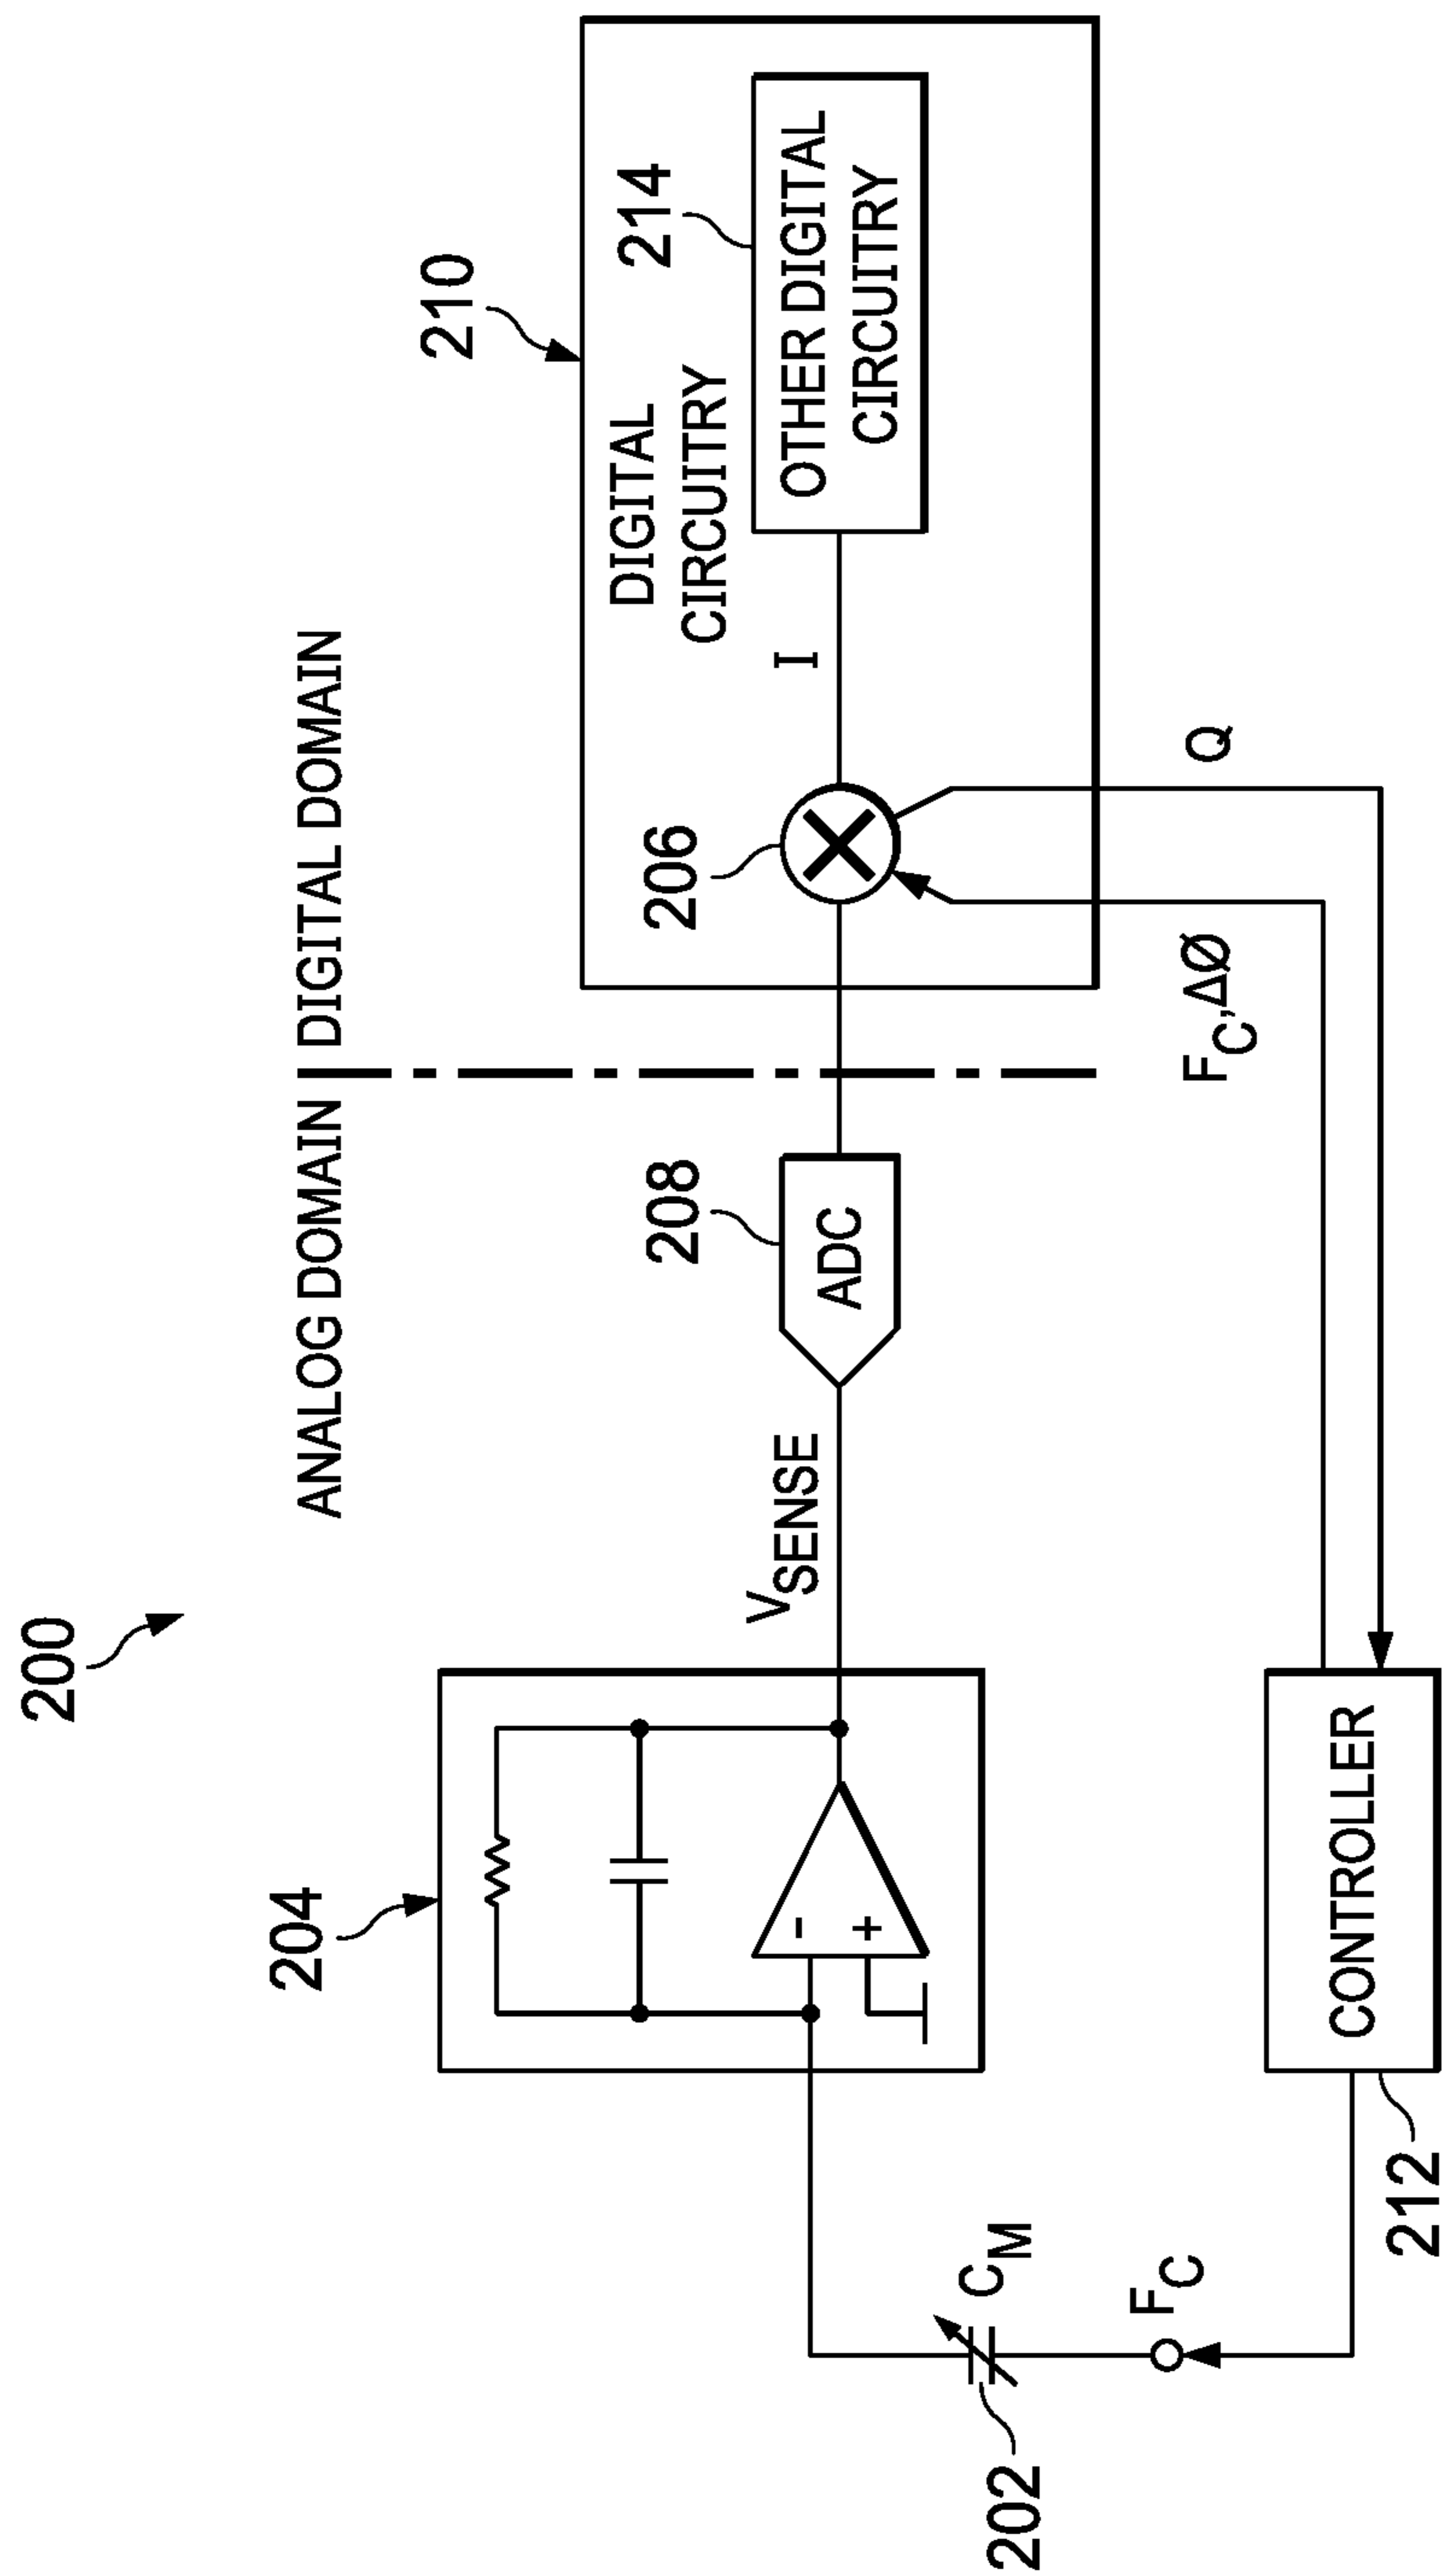 200
ANALOG DOMAIN
DIGITAL DOMAIN
204
-
+
VSENSE
208
ADC
206
I
210
DIGITAL
CIRCUITRY
214
OTHER DIGITAL
CIRCUITRY
202
CM
FC
212
CONTROLLER
FC,ΔØ
Q